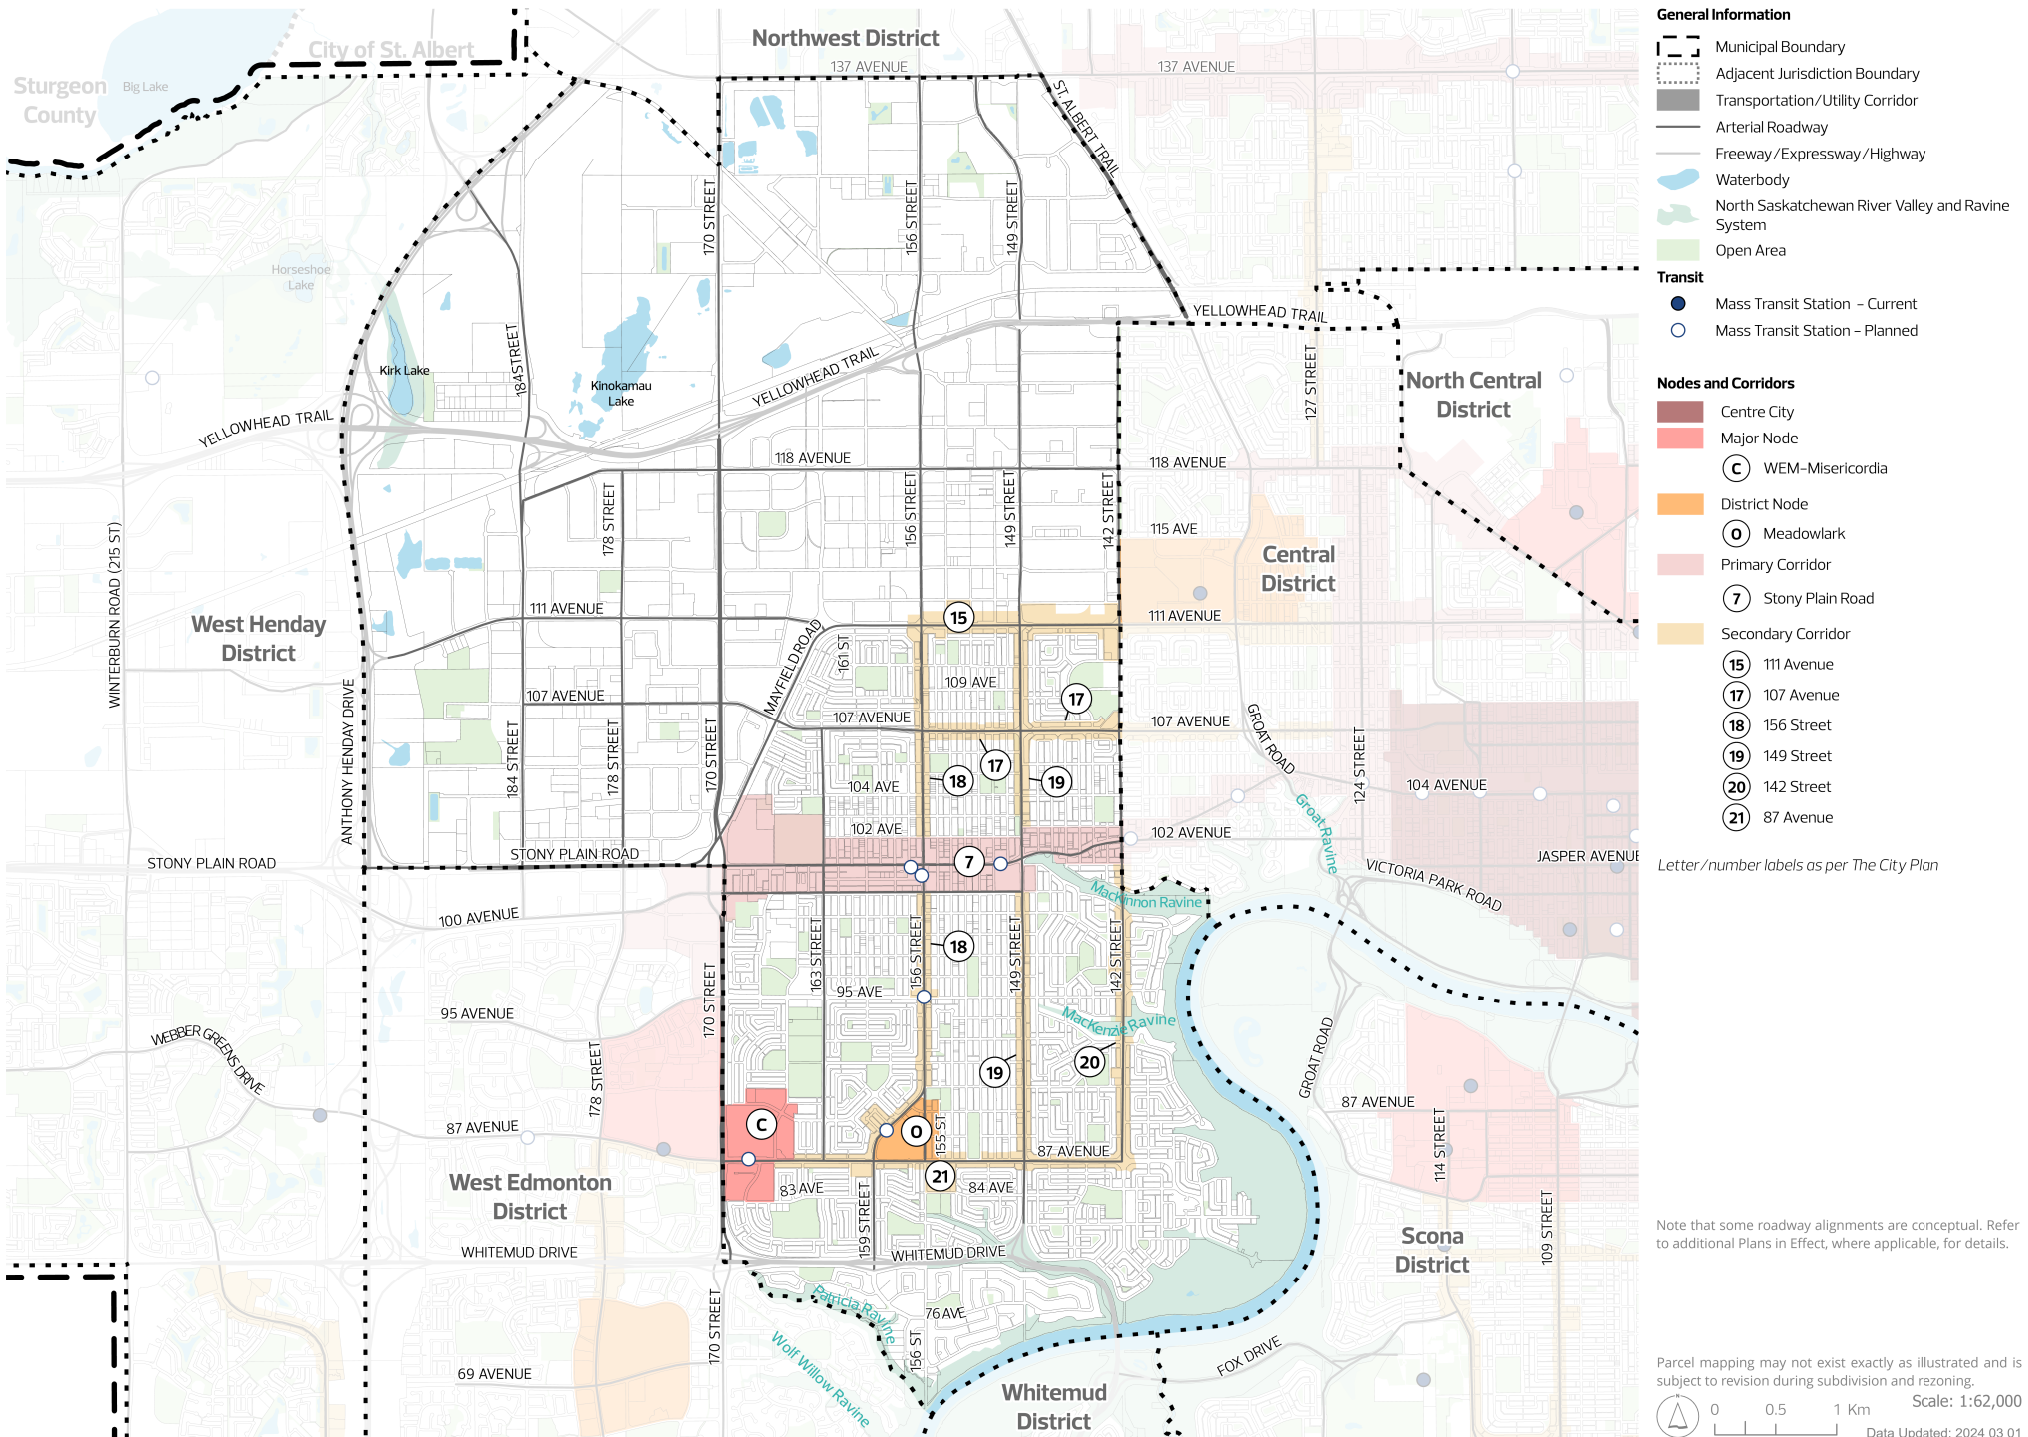 Northwest District
City of St. Albert
Sturgeon
County
Big Lake
137 AVENUE
137 AVENUE
ST. ALBERT TRAIL
170 STREET
156 STREET
149 STREET
Horseshoe
Lake
YELLOWHEAD TRAIL
184 STREET
Kirk Lake
Kinokamau
Lake
YELLOWHEAD TRAIL
127 STREET
North Central
District
YELLOWHEAD TRAIL
118 AVENUE
118 AVENUE
178 STREET
156 STREET
149 STREET
142 STREET
115 AVE
WINTERBURN ROAD (215 ST)
Central
District
111 AVENUE
15
111 AVENUE
West Henday
District
MAYFIELD ROAD
161 ST
109 AVE
17
107 AVENUE
107 AVENUE
107 AVENUE
ANTHONY HENDAY DRIVE
184 STREET
178 STREET
170 STREET
GROAT ROAD
124 STREET
17
18
19
104 AVE
104 AVENUE
Groat Ravine
102 AVE
102 AVENUE
STONY PLAIN ROAD
STONY PLAIN ROAD
7
JASPER AVENUE
VICTORIA PARK ROAD
MacKinnon Ravine
100 AVENUE
163 STREET
156 STREET
18
149 STREET
142 STREET
170 STREET
95 AVE
95 AVENUE
MacKenzie Ravine
WEBBER GREENS DRIVE
178 STREET
19
20
GROAT ROAD
87 AVENUE
C
O
155 ST
87 AVENUE
87 AVENUE
114 STREET
West Edmonton
District
21
83 AVE
84 AVE
159 STREET
109 STREET
Scona
District
WHITEMUD DRIVE
WHITEMUD DRIVE
170 STREET
Patricia Ravine
76 AVE
156 ST
Wolf Willow Ravine
FOX DRIVE
69 AVENUE
Whitemud
District
General Information
Municipal Boundary
Adjacent Jurisdiction Boundary
Transportation/Utility Corridor
Arterial Roadway
Freeway/Expressway/Highway
Waterbody
North Saskatchewan River Valley and Ravine
System
Open Area
Transit
Mass Transit Station - Current
Mass Transit Station - Planned
Nodes and Corridors
Centre City
Major Node
C WEM-Misericordia
District Node
O Meadowlark
Primary Corridor
7 Stony Plain Road
Secondary Corridor
15 111 Avenue
17 107 Avenue
18 156 Street
19 149 Street
20 142 Street
21 87 Avenue
Letter/number labels as per The City Plan
Note that some roadway alignments are conceptual. Refer
to additional Plans in Effect, where applicable, for details.
Parcel mapping may not exist exactly as illustrated and is
subject to revision during subdivision and rezoning.
Scale: 1:62,000
N
0 0.5 1 Km
Data Updated: 2024 03 01